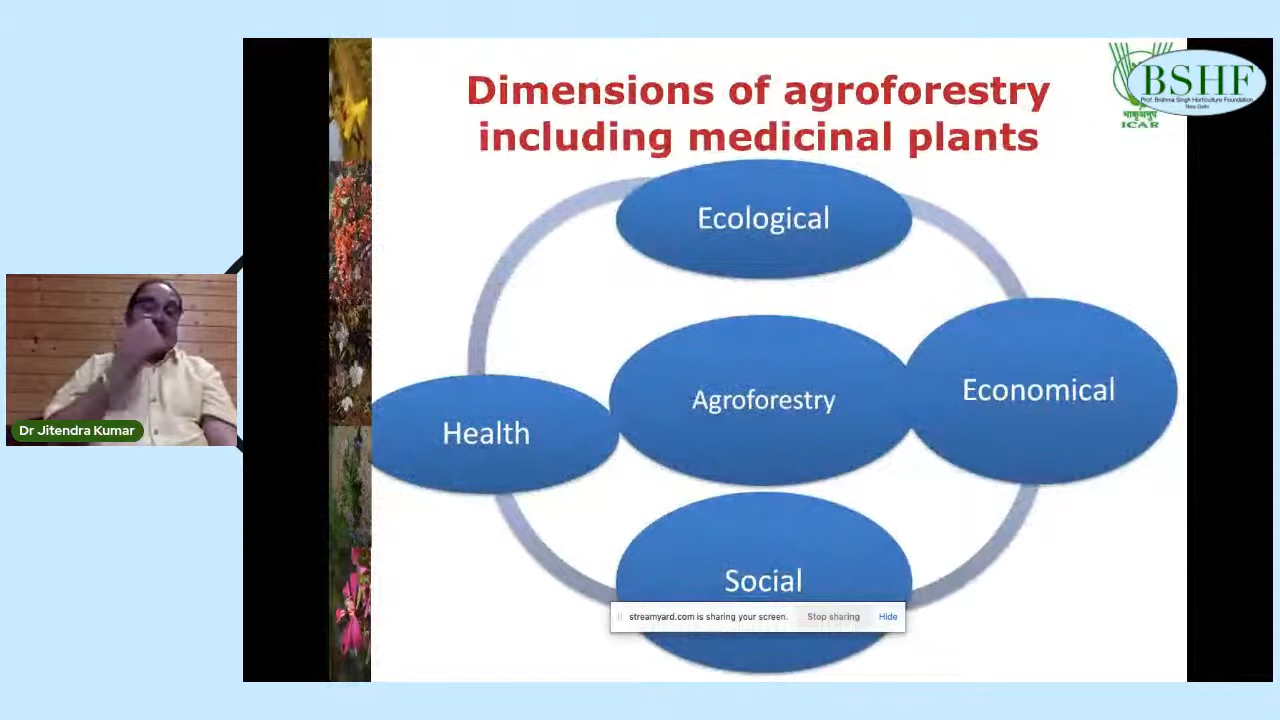 Dimensions of agroforestry
including medicinal plants
BSHF
Prof. Brahma Singh Horticulture Foundation
New Delhi
भाकृअनुप
ICAR
Ecological
Economical
Agroforestry
Health
Social
Dr Jitendra Kumar
streamyard.com is sharing your screen. Stop sharing Hide